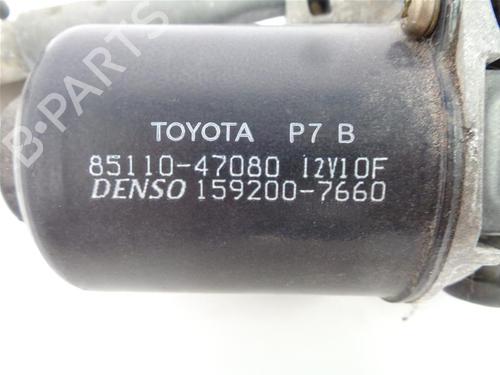 TOYOTA P7 B
85110-47080 12V10F
DENSO 159200-7660
B-PARTS